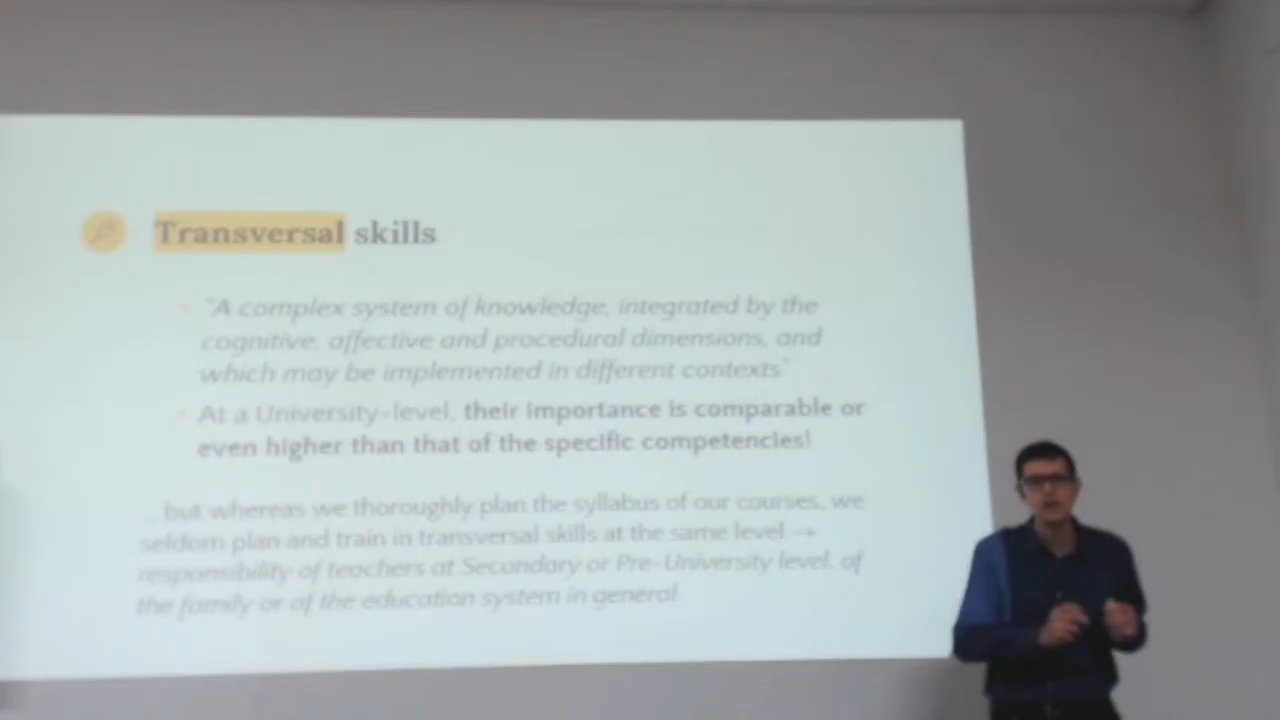 Transversal skills
"A complex system of knowledge, integrated by the
cognitive, affective and procedural dimensions, and
which may be implemented in different contexts"
At a University-level, their importance is comparable or
even higher than that of the specific competencies!
... but whereas we thoroughly plan the syllabus of our courses, we
seldom plan and train in transversal skills at the same level →
responsibility of teachers at Secondary or Pre-University level, of
the family or of the education system in general